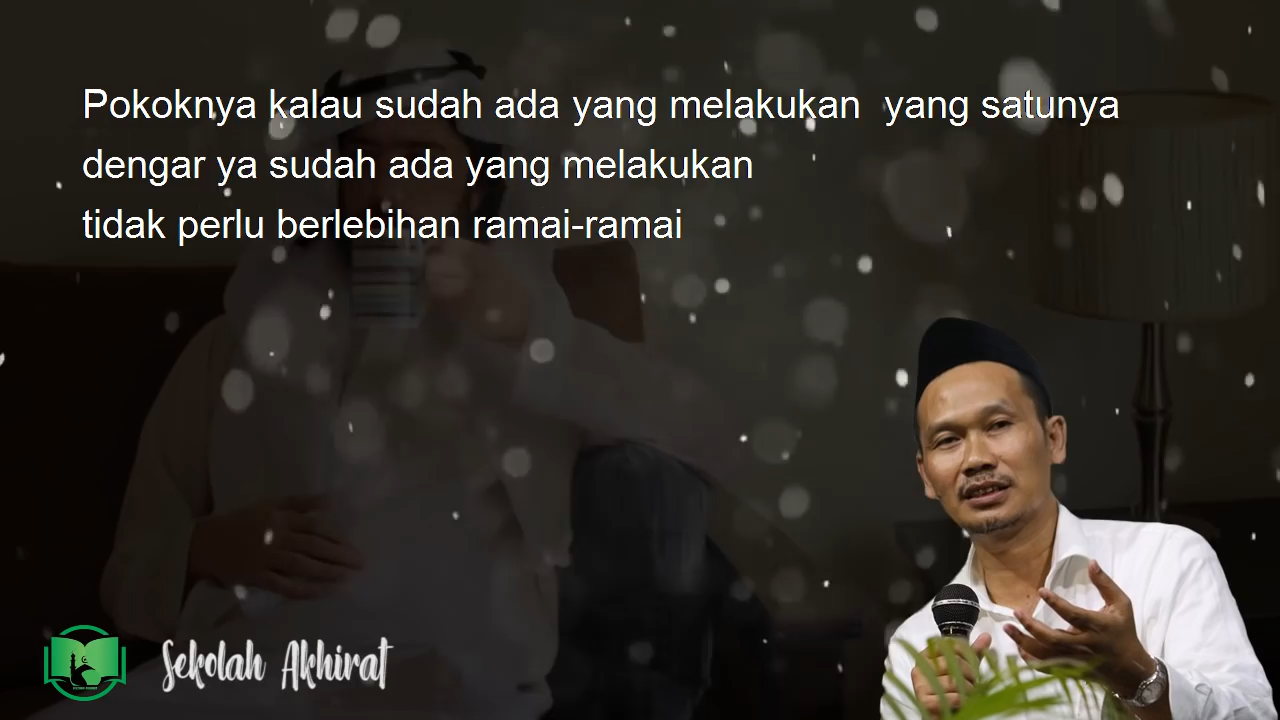 Pokoknya kalau sudah ada yang melakukan  yang satunya
dengar ya sudah ada yang melakukan
tidak perlu berlebihan ramai-ramai
Sekolah Akhirat